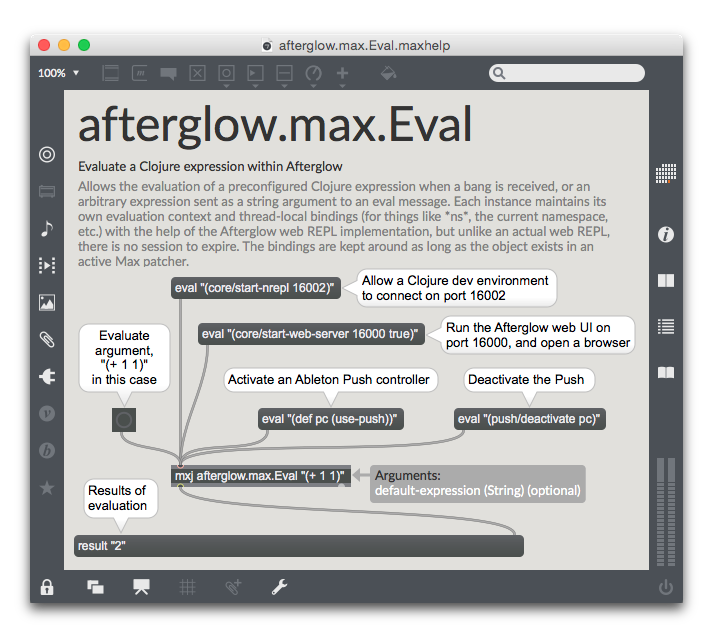 afterglow.max.Eval.maxhelp
100%
afterglow.max.Eval
Evaluate a Clojure expression within Afterglow
Allows the evaluation of a preconfigured Clojure expression when a bang is received, or an
arbitrary expression sent as a string argument to an eval message. Each instance maintains
its own evaluation context and thread-local bindings (for things like *ns*, the current namespace,
etc.) with the help of the Afterglow web REPL implementation, but unlike an actual web REPL,
there is no session to expire. The bindings are kept around as long as the object exists in an
active Max patcher.
eval "(core/start-nrepl 16002)"
Allow a Clojure dev environment
to connect on port 16002
Evaluate
argument,
"(+ 1 1)"
in this case
eval "(core/start-web-server 16000 true)"
Run the Afterglow web UI on
port 16000, and open a browser
Activate an Ableton Push controller
Deactivate the Push
eval "(def pc (use-push))"
eval "(push/deactivate pc)"
mxj afterglow.max.Eval "(+ 1 1)"
Arguments:
default-expression (String) (optional)
Results of
evaluation
result "2"